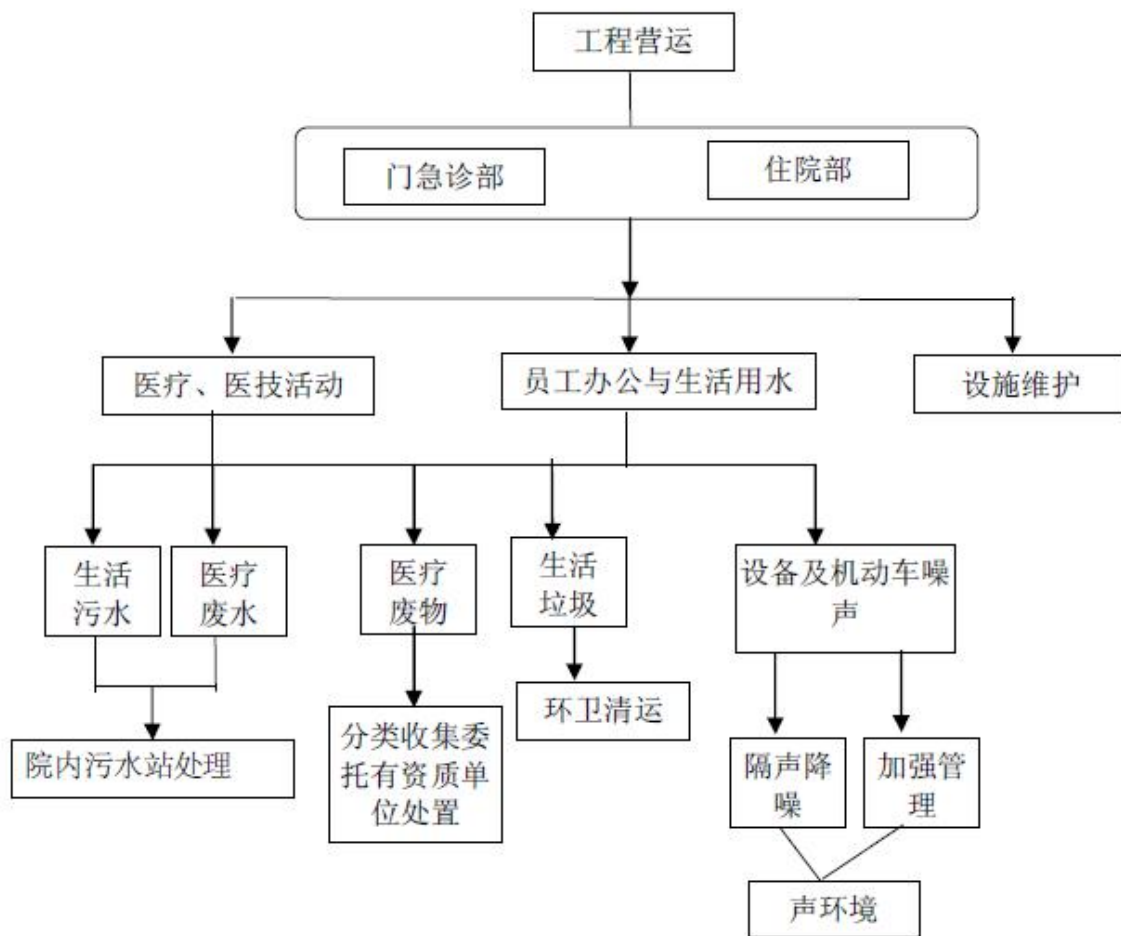 工程营运
门急诊部
住院部
医疗、医技活动
员工办公与生活用水
设施维护
生活
污水
医疗
废水
医疗
废物
生活
垃圾
设备及机动车噪
声
院内污水站处理
分类收集委
托有资质单
位处置
环卫清运
隔声降
噪
加强管
理
声环境